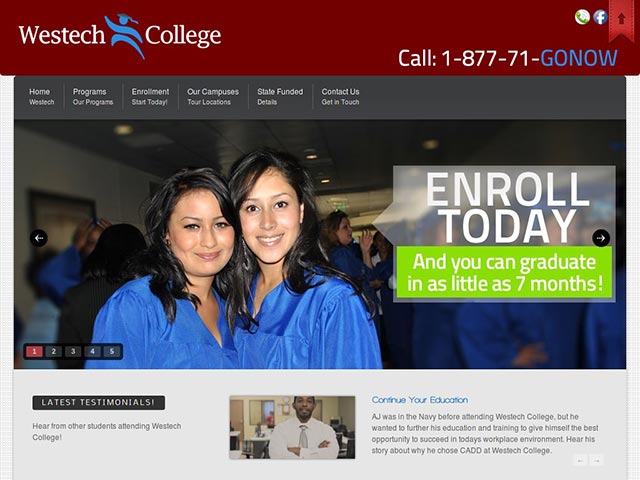 Westech College
Call: 1-877-71-GONOW
Home Programs Enrollment Our Campuses State Funded Contact Us
Westech Our Programs Start Today! Tour Locations Details Get in Touch
ENROLL
TODAY
And you can graduate
in as little as 7 months!
1 2 3 4 5
LATEST TESTIMONIALS!
Hear from other students attending Westech
College!
Continue Your Education
AJ was in the Navy before attending Westech College, but he
wanted to further his education and training to give himself the best
opportunity to succeed in todays workplace environment. Hear his
story about why he chose CADD at Westech College.